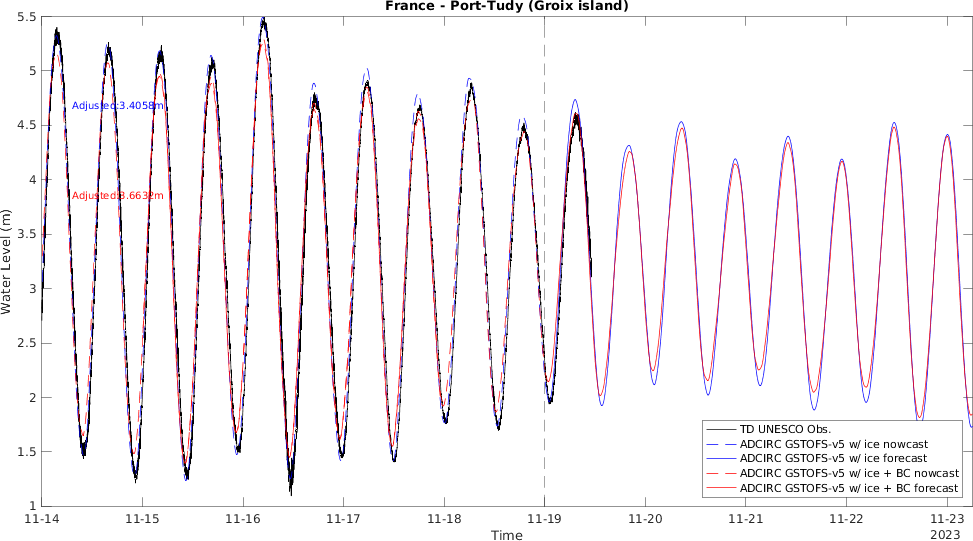 France - Port-Tudy (Groix island)
5.5
5
4.5
4
3.5
3
2.5
2
1.5
1
Water Level (m)
Adjusted:3.4058m
Adjusted:3.6632m
TD UNESCO Obs.
ADCIRC GSTOFS-v5 w/ ice nowcast
ADCIRC GSTOFS-v5 w/ ice forecast
ADCIRC GSTOFS-v5 w/ ice + BC nowcast
ADCIRC GSTOFS-v5 w/ ice + BC forecast
11-14 11-15 11-16 11-17 11-18 11-19 11-20 11-21 11-22 11-23
2023
Time